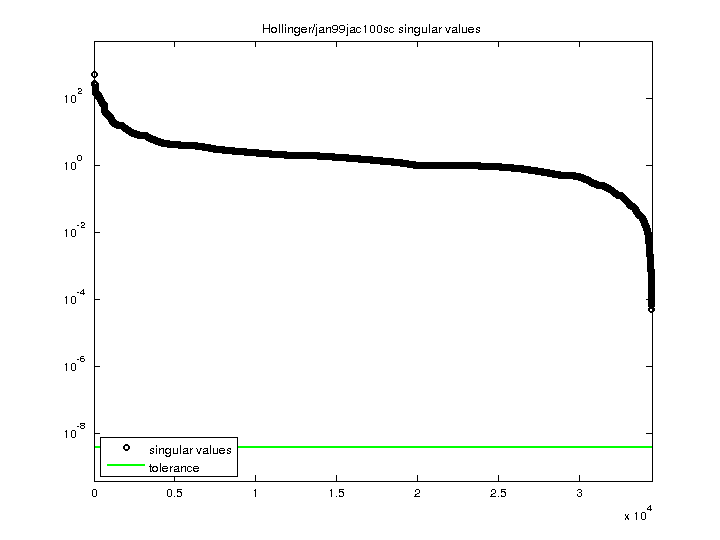 Hollinger/jan99jac100sc singular values
10^2
10^0
10^-2
10^-4
10^-6
10^-8
singular values
tolerance
0 0.5 1 1.5 2 2.5 3
x 10^4